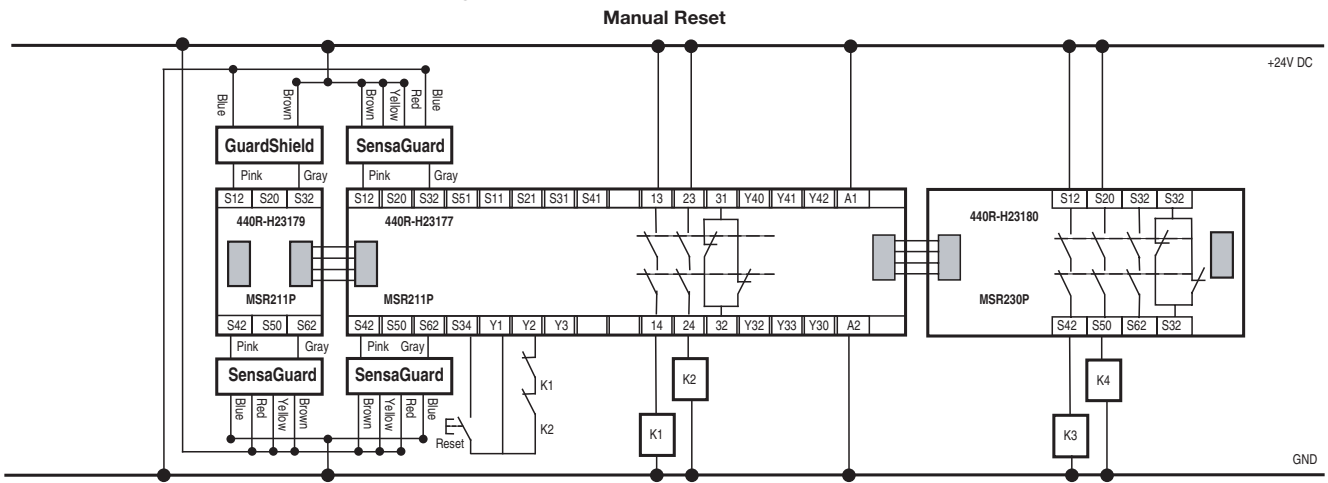 Manual Reset
+24V DC
Blue
Brown
Brown
Yellow
Red
Blue
GuardShield
SensaGuard
Pink Gray
Pink Gray
S12 S20 S32
S12 S20 S32 S51 S11 S21 S31 S41 13 23 31 Y40 Y41 Y42 A1
S12 S20 S32 S32
440R-H23179
440R-H23177
440R-H23180
MSR211P
MSR211P
MSR230P
S42 S50 S62
S42 S50 S62 S34 Y1 Y2 Y3 14 24 32 Y32 Y33 Y30 A2
S42 S50 S62 S32
Pink Gray
Pink Gray
SensaGuard
SensaGuard
Blue
Red
Yellow
Brown
Brown
Yellow
Red
Blue
Reset
K1
K2
K1
K2
K3
K4
GND